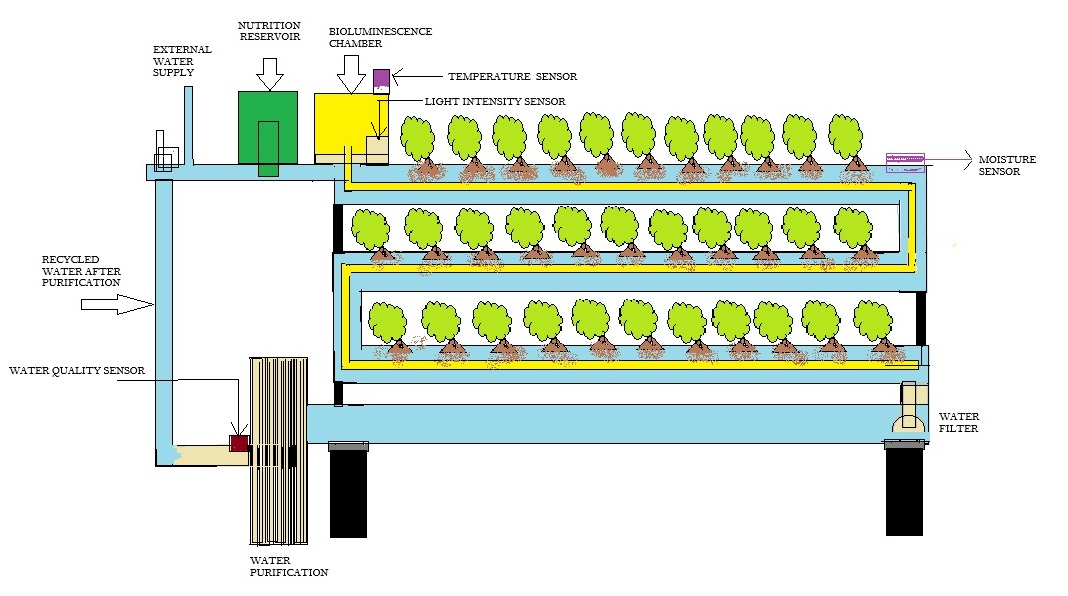 NUTRITION
RESERVOIR
BIOLUMINESCENCE
CHAMBER
EXTERNAL
WATER
SUPPLY
TEMPERATURE SENSOR
LIGHT INTENSITY SENSOR
MOISTURE
SENSOR
RECYCLED
WATER AFTER
PURIFICATION
WATER QUALITY SENSOR
WATER
FILTER
WATER
PURIFICATION